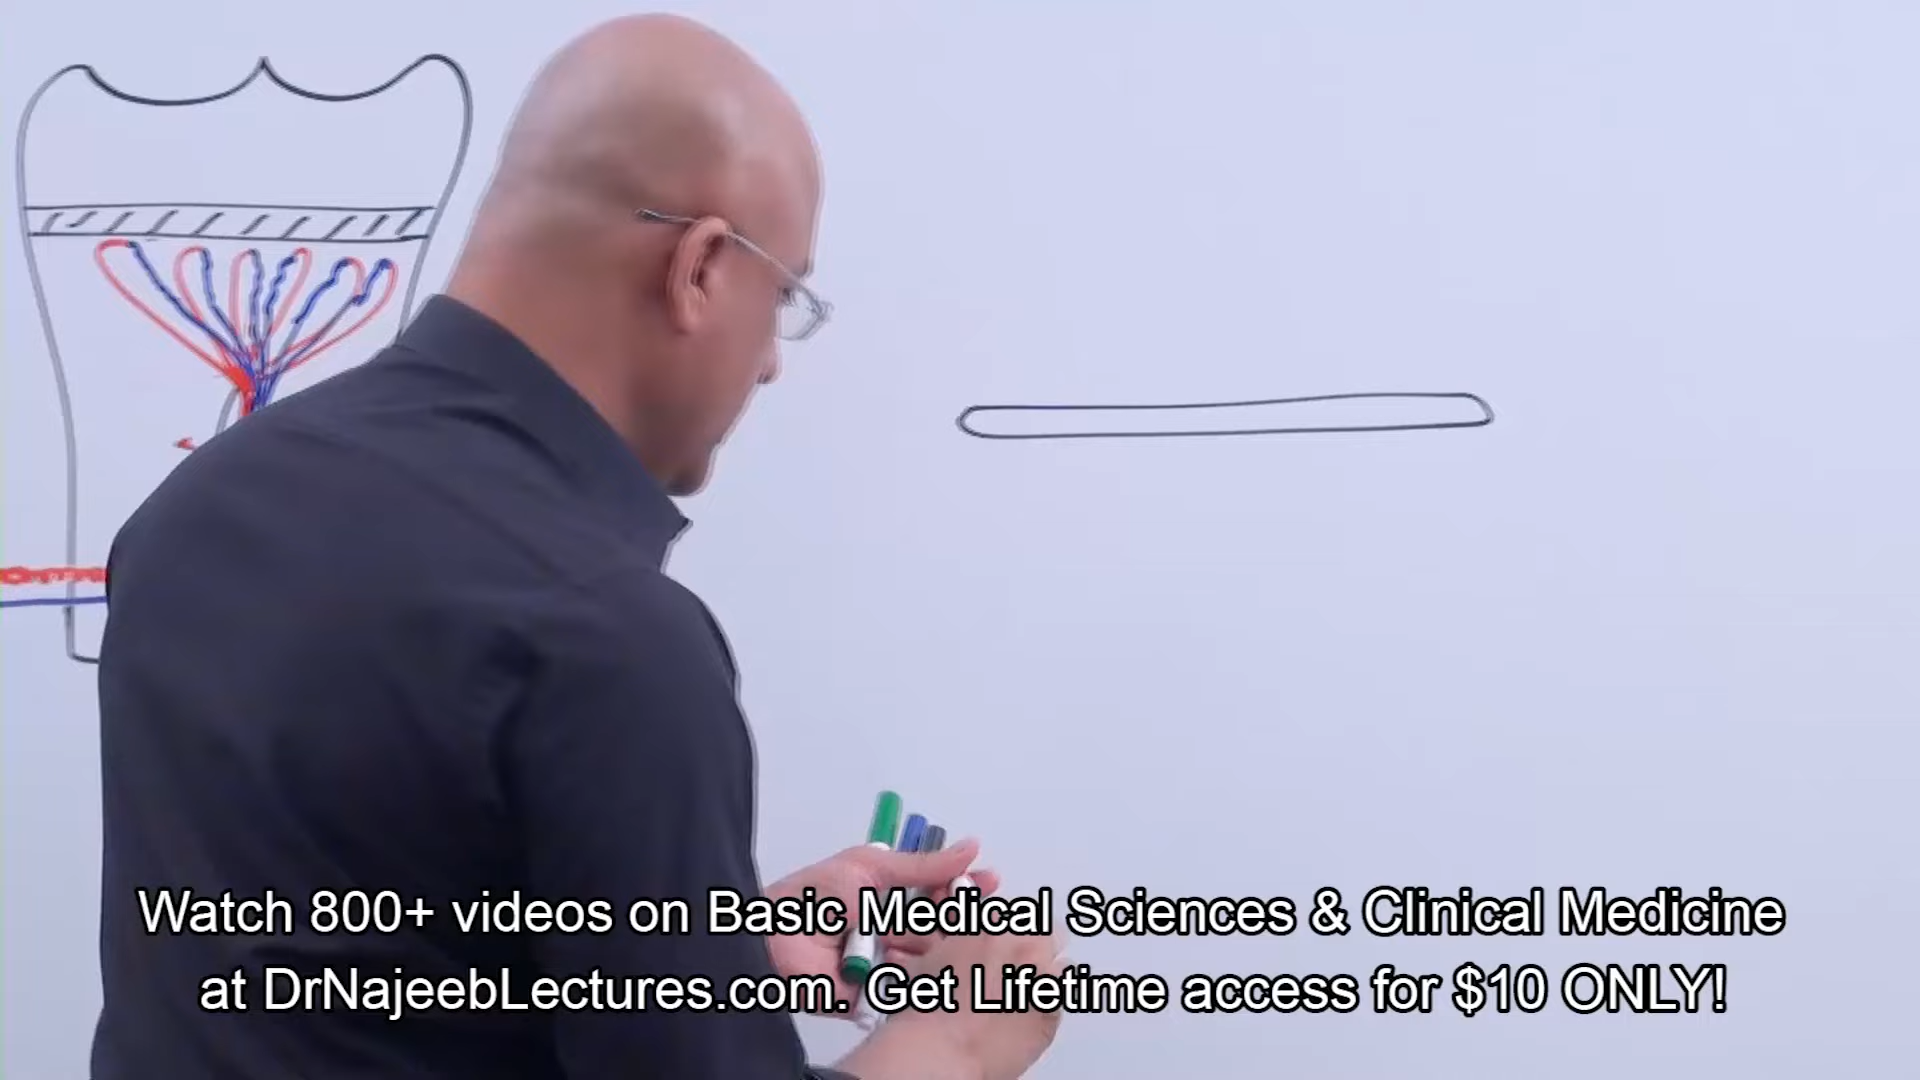 Watch 800+ videos on Basic Medical Sciences & Clinical Medicine
at DrNajeebLectures.com. Get Lifetime access for $10 ONLY!